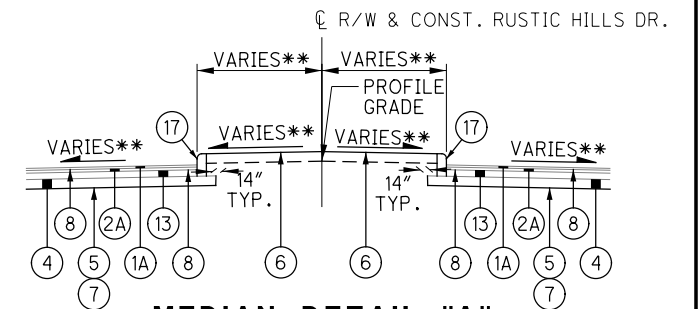 ℄ R/W & CONST. RUSTIC HILLS DR.
VARIES** VARIES**
PROFILE
GRADE
17 17
VARIES** VARIES** VARIES** VARIES**
14" 14"
TYP. TYP.
8 2A 13 8 13 2A 8
4 5 1A 8 6 6 8 1A 5 4
7 7